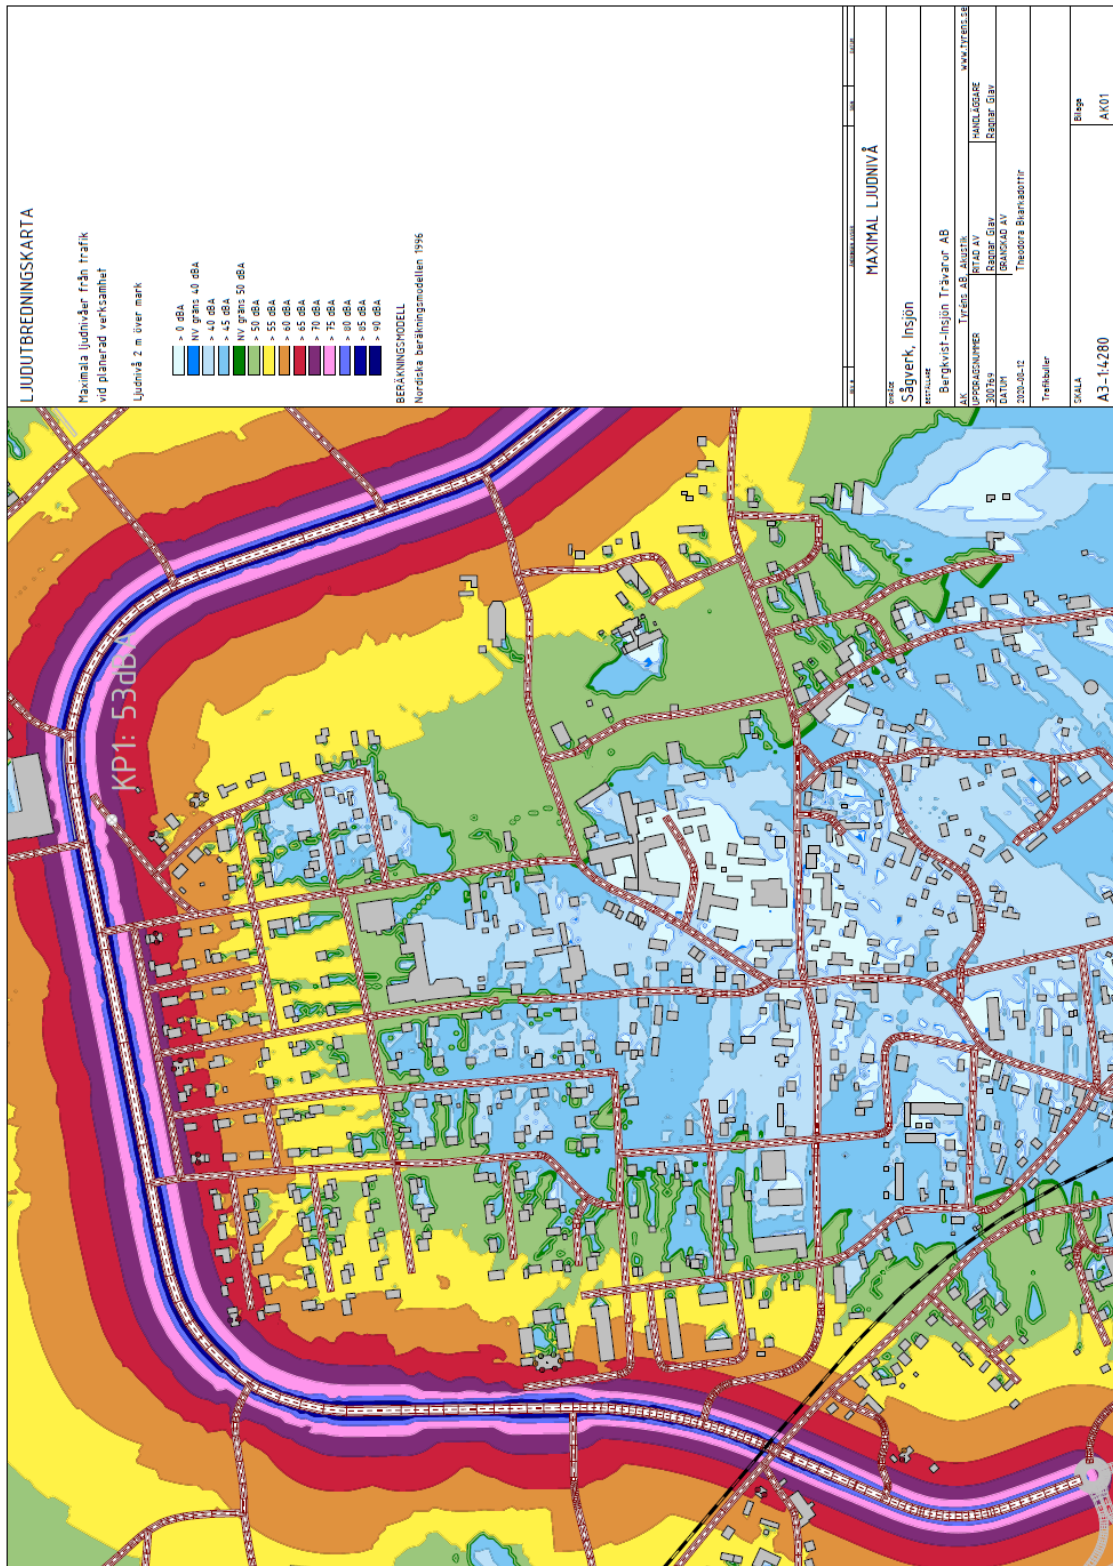 LJUDUTBREDNINGSKARTA
Maximala ljudnivåer från trafik
vid planerad verksamhet
Ljudnivå 2 m över mark
> 0 dBA
NV gräns 40 dBA
> 40 dBA
> 45 dBA
NV gräns 50 dBA
> 50 dBA
> 55 dBA
> 60 dBA
> 65 dBA
> 70 dBA
> 75 dBA
> 80 dBA
> 85 dBA
> 90 dBA
BERÄKNINGSMODELL
Nordiska beräkningsmodellen 1996
KP1: 53dBA
MAXIMAL LJUDNIVÅ
OMRÅDE
Sågverk, Insjön
BESTÄLLARE
Bergkvist-Insjön Trävaror AB
AK Tyréns AB, Akustik www.tyrens.se
UPPDRAGSNUMMER RITAD AV HANDLÄGGARE
300769 Ragnar Glav Ragnar Glav
DATUM GRANSKAD AV
2020-08-12 Theodora Bkarkadottir
Trafikbuller
SKALA Bilaga
A3-1:4280 AK01